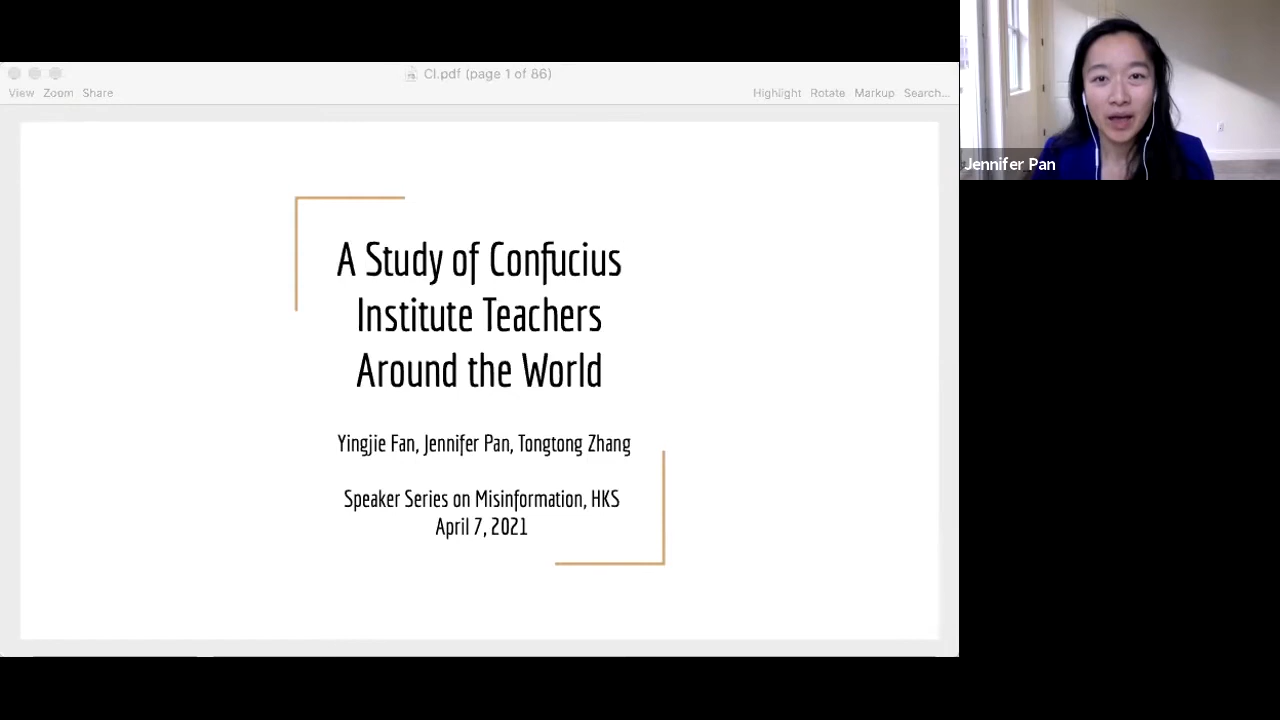 CI.pdf (page 1 of 86)
View Zoom Share
Highlight Rotate Markup Search...
A Study of Confucius
Institute Teachers
Around the World
Yingjie Fan, Jennifer Pan, Tongtong Zhang
Speaker Series on Misinformation, HKS
April 7, 2021
Jennifer Pan